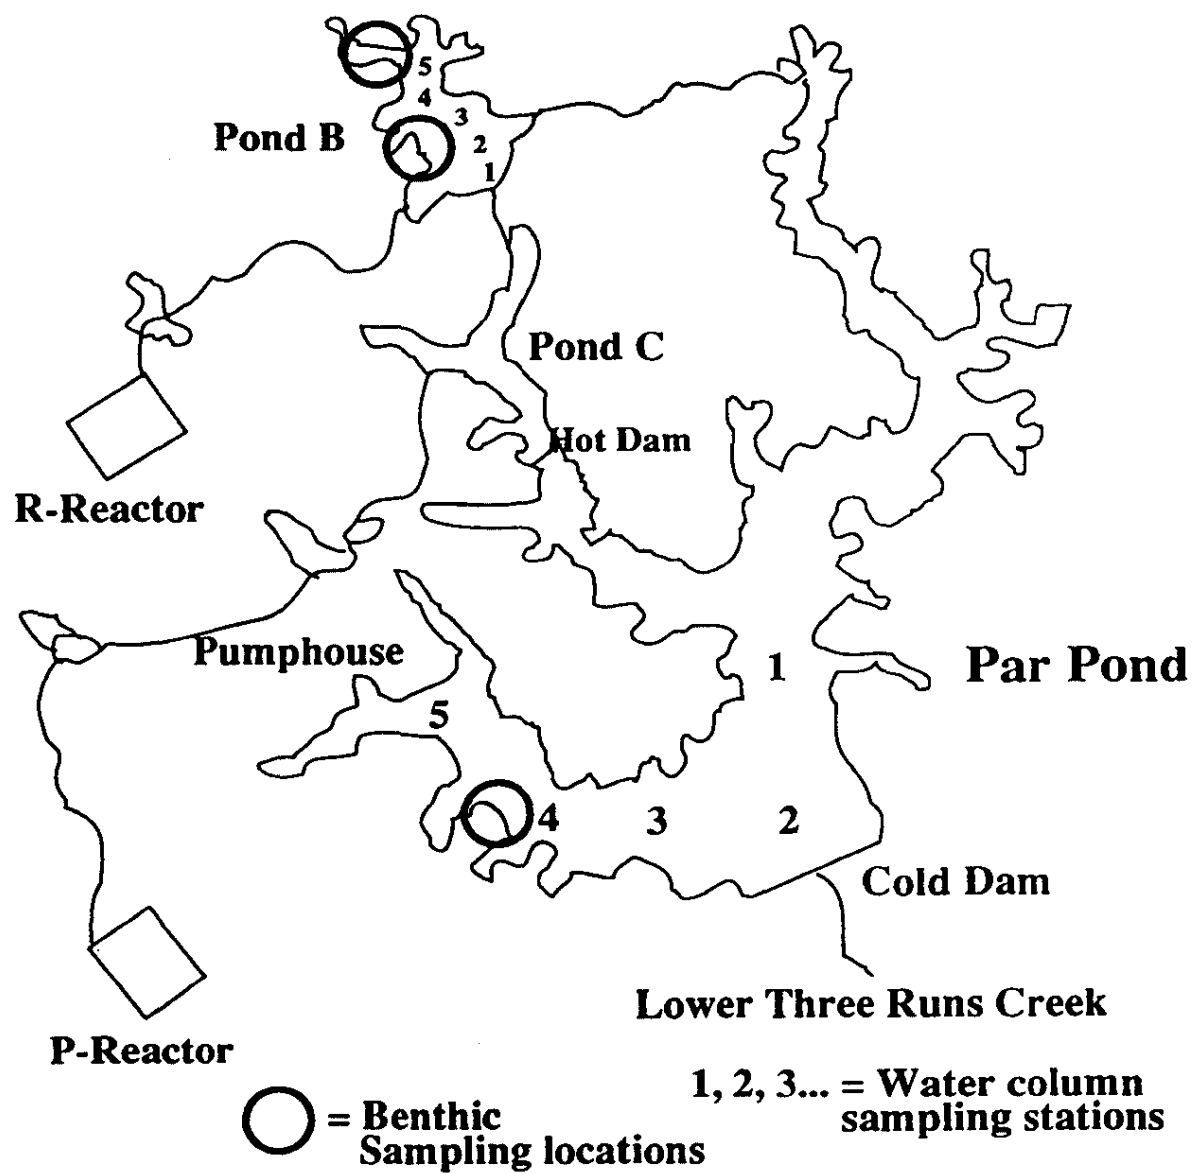 5
4
3
Pond B
2
1
Pond C
Hot Dam
R-Reactor
Pumphouse
1
Par Pond
5
4
3
2
Cold Dam
Lower Three Runs Creek
P-Reactor
1, 2, 3... = Water column
sampling stations
= Benthic
Sampling locations